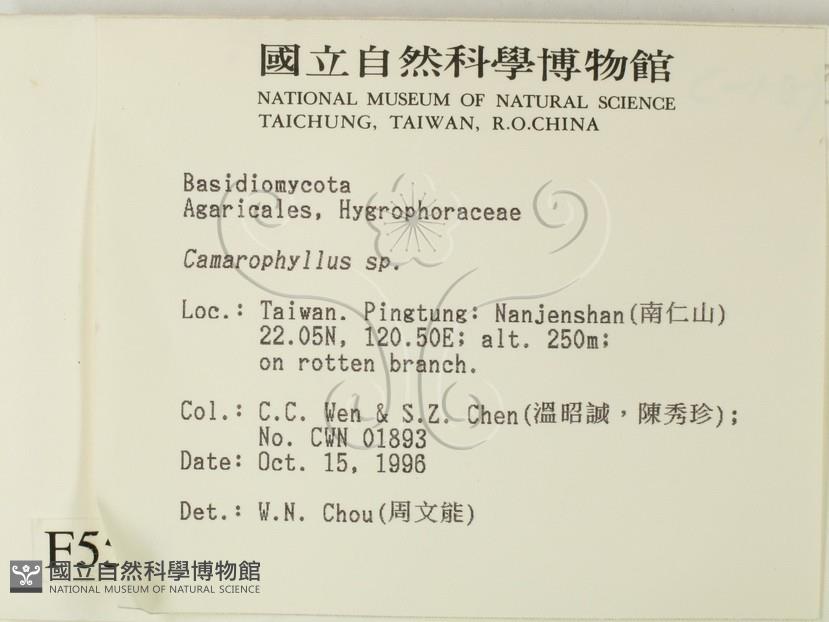 國立自然科學博物館
NATIONAL MUSEUM OF NATURAL SCIENCE
TAICHUNG, TAIWAN, R.O.CHINA
Basidiomycota
Agaricales, Hygrophoraceae
Camarophyllus sp.
Loc.: Taiwan. Pingtung: Nanjenshan(南仁山)
22.05N, 120.50E; alt. 250m;
on rotten branch.
Col.: C.C. Wen & S.Z. Chen(溫昭誠，陳秀珍);
No. CWN 01893
Date: Oct. 15, 1996
Det.: W.N. Chou(周文能)
國立自然科學博物館
NATIONAL MUSEUM OF NATURAL SCIENCE